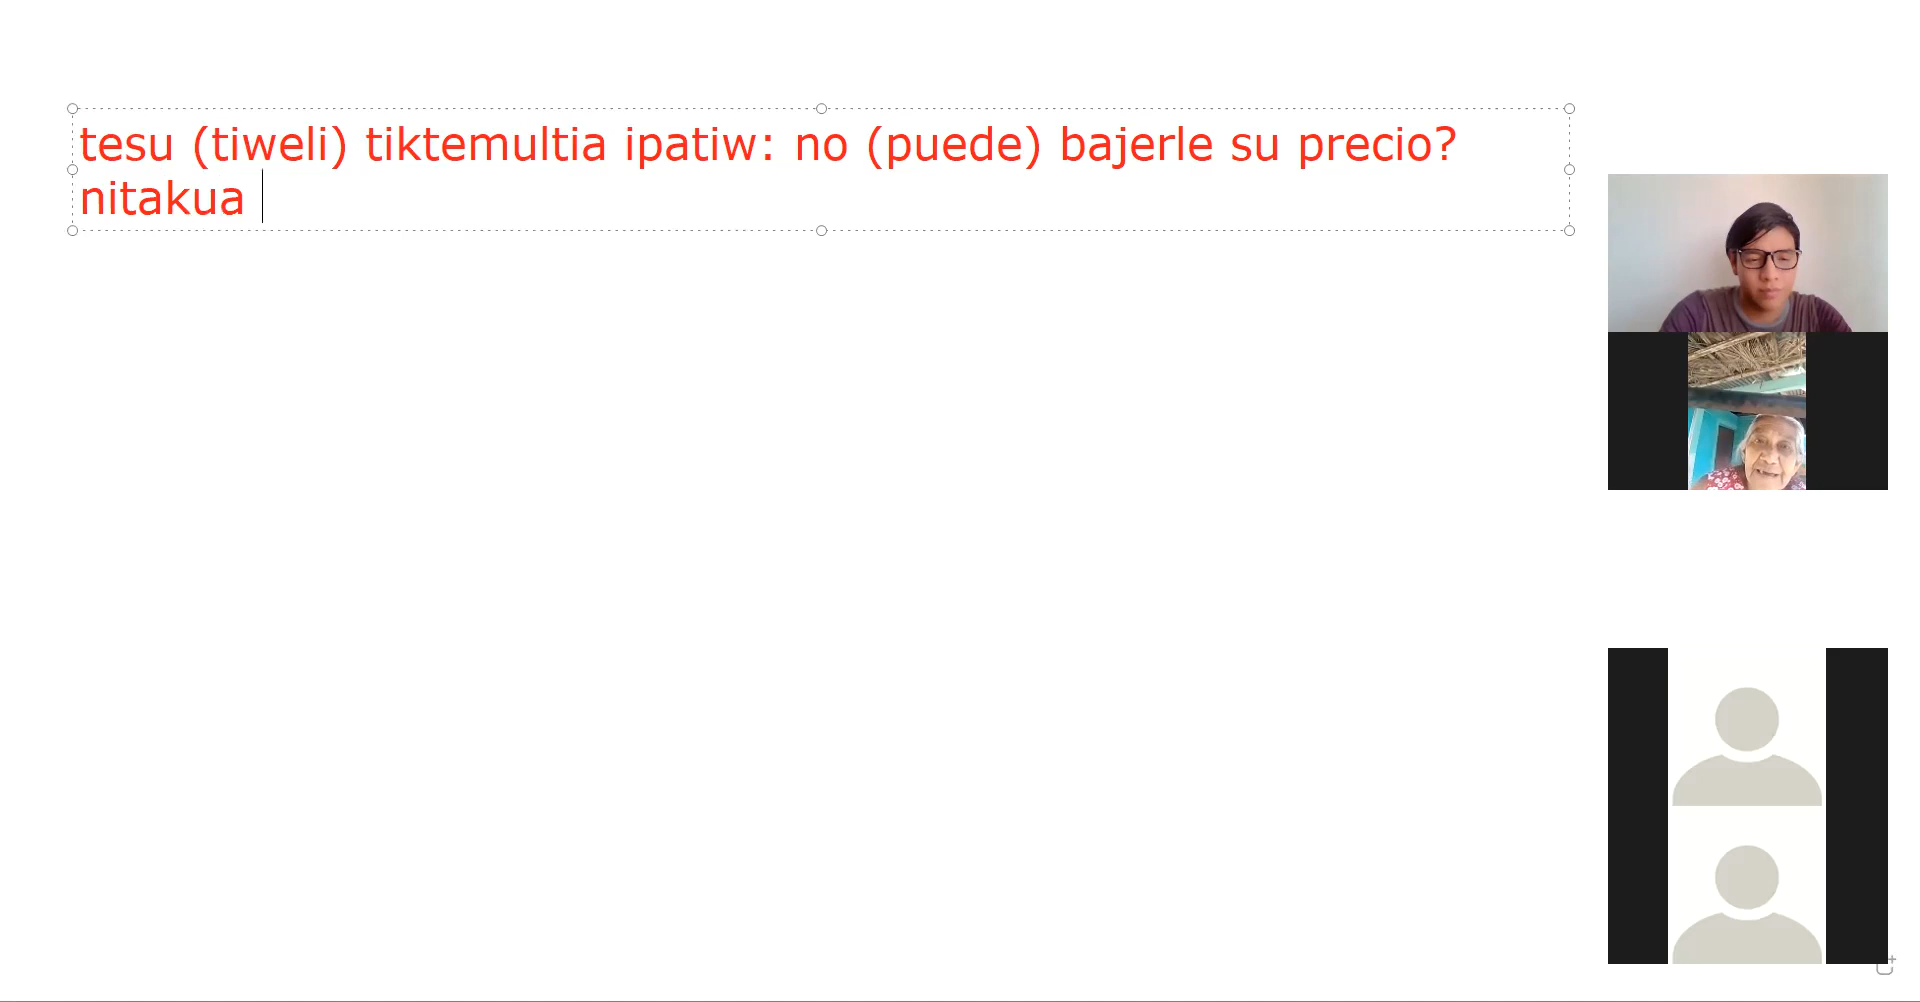 tesu (tiweli) tiktemultia ipatiw: no (puede) bajerle su precio?
nitakua